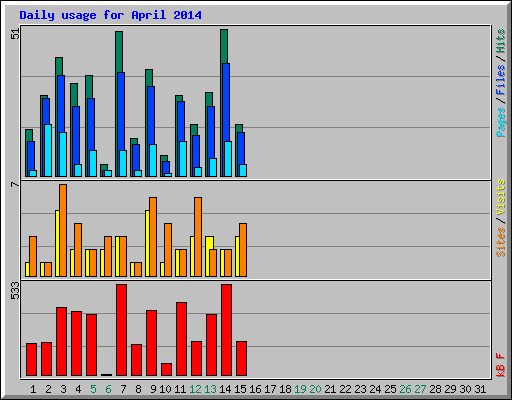 Daily usage for April 2014
51
Pages / Files / Hits
7
Sites / Visits
533
kB F
1 2 3 4 5 6 7 8 9 10 11 12 13 14 15 16 17 18 19 20 21 22 23 24 25 26 27 28 29 30 31